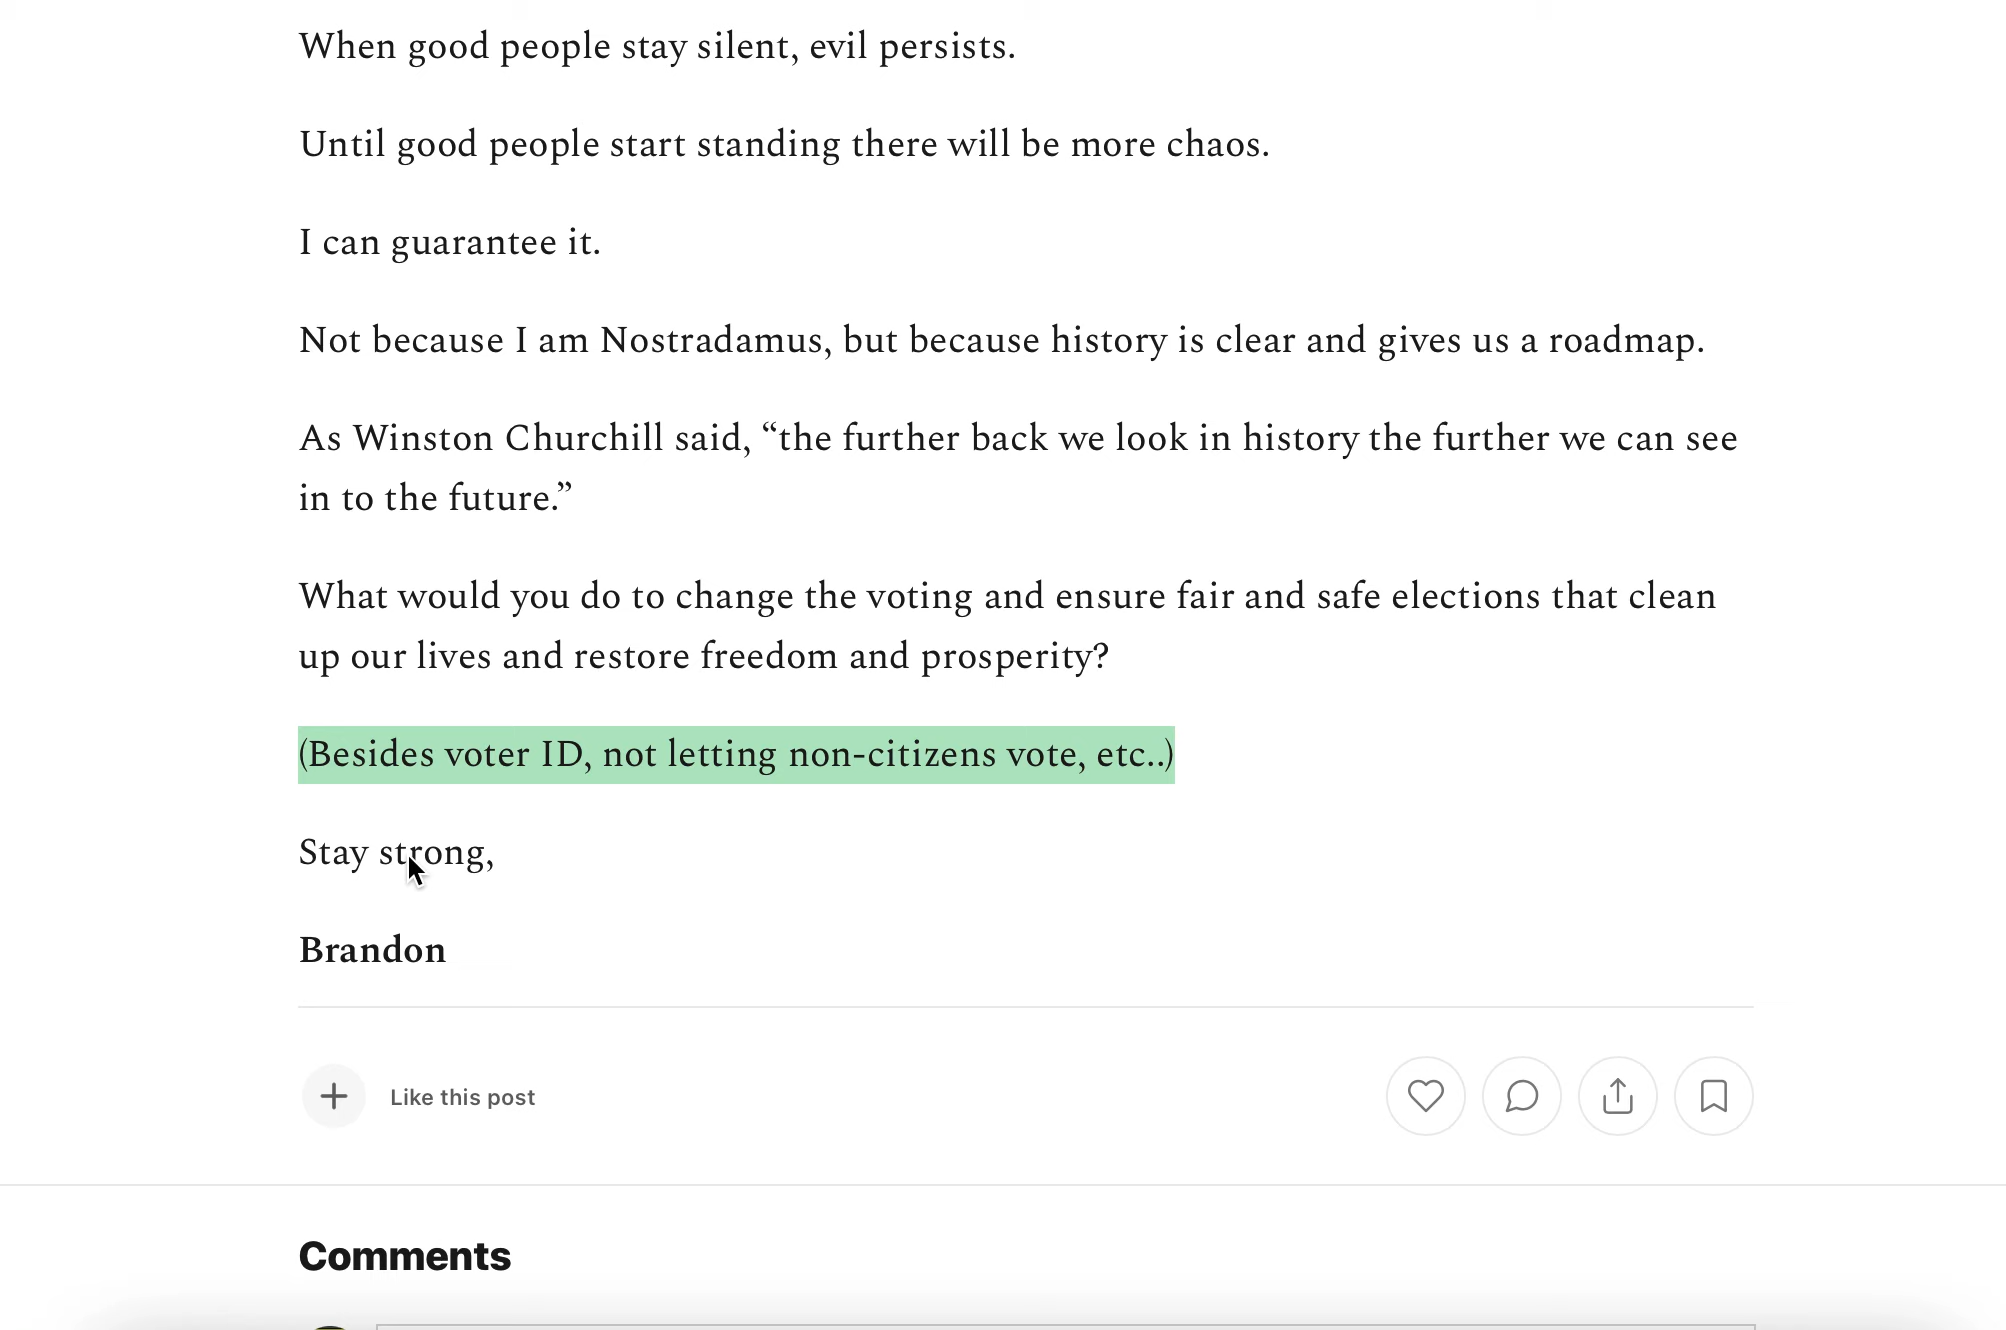 When good people stay silent, evil persists.
Until good people start standing there will be more chaos.
I can guarantee it.
Not because I am Nostradamus, but because history is clear and gives us a roadmap.
As Winston Churchill said, “the further back we look in history the further we can see
in to the future.”
What would you do to change the voting and ensure fair and safe elections that clean
up our lives and restore freedom and prosperity?
(Besides voter ID, not letting non-citizens vote, etc..)
Stay strong,
Brandon
Like this post
Comments